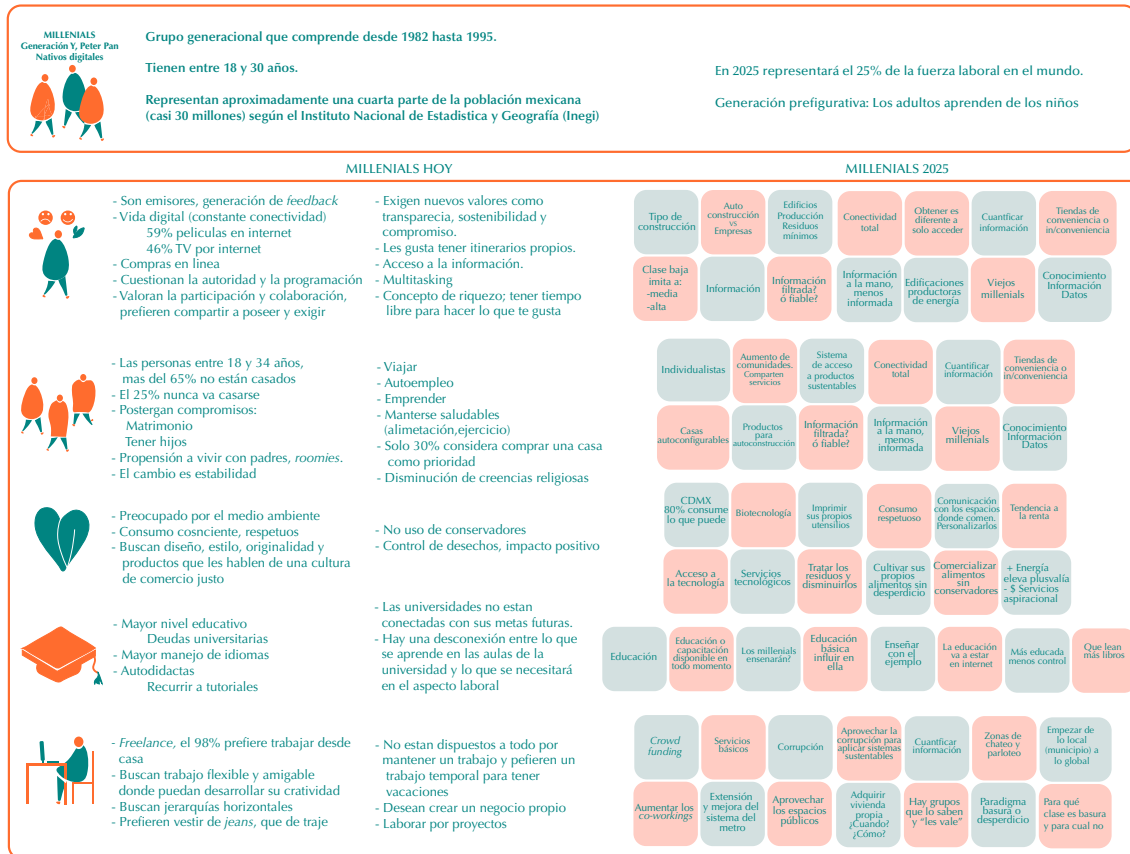 MILLENIALS
Generación Y, Peter Pan
Nativos digitales
Grupo generacional que comprende desde 1982 hasta 1995.
Tienen entre 18 y 30 años.
Representan aproximadamente una cuarta parte de la población mexicana
(casi 30 millones) según el Instituto Nacional de Estadistica y Geografía (Inegi)
En 2025 representará el 25% de la fuerza laboral en el mundo.
Generación prefigurativa: Los adultos aprenden de los niños
MILLENIALS HOY
MILLENIALS 2025
- Son emisores, generación de feedback
- Vida digital (constante conectividad)
59% peliculas en internet
46% TV por internet
- Compras en linea
- Cuestionan la autoridad y la programación
- Valoran la participación y colaboración,
prefieren compartir a poseer y exigir
- Exigen nuevos valores como
transparecia, sostenibilidad y
compromiso.
- Les gusta tener itinerarios propios.
- Acceso a la información.
- Multitasking
- Concepto de riquezo; tener tiempo
libre para hacer lo que te gusta
Tipo de
construcción
Auto
construcción
vs
Empresas
Edificios
Producción
Residuos
mínimos
Conectividad
total
Obtener es
diferente a
solo acceder
Cuantficar
información
Tiendas de
conveniencia o
in/conveniencia
Clase baja
imita a:
-media
-alta
Información
Información
filtrada?
ó fiable?
Información
a la mano,
menos
informada
Edificaciones
productoras
de energía
Viejos
millenials
Conocimiento
Información
Datos
- Las personas entre 18 y 34 años,
mas del 65% no están casados
- El 25% nunca va casarse
- Postergan compromisos:
Matrimonio
Tener hijos
- Propensión a vivir con padres, roomies.
- El cambio es estabilidad
- Viajar
- Autoempleo
- Emprender
- Manterse saludables
(alimetación,ejercicio)
- Solo 30% considera comprar una casa
como prioridad
- Disminución de creencias religiosas
Individualistas
Aumento de
comunidades.
Comparten
servicios
Sistema
de acceso
a productos
sustentables
Conectividad
total
Cuantificar
información
Tiendas de
conveniencia o
in/conveniencia
Casas
autoconfigurables
Productos
para
autoconstrucción
Información
filtrada?
ó fiable?
Información
a la mano,
menos
informada
Viejos
millenials
Conocimiento
Información
Datos
- Preocupado por el medio ambiente
- Consumo cosnciente, respetuos
- Buscan diseño, estilo, originalidad y
productos que les hablen de una cultura
de comercio justo
- No uso de conservadores
- Control de desechos, impacto positivo
CDMX
80% consume
lo que puede
Biotecnología
Imprimir
sus propios
utensilios
Consumo
respetuoso
Comunicación
con los espacios
donde comen.
Personalizarlos
Tendencia a
la renta
Acceso a
la tecnología
Servicios
tecnológicos
Tratar los
residuos y
disminuirlos
Cultivar sus
propios
alimentos sin
desperdicio
Comercializar
alimentos
sin
conservadores
+ Energía
eleva plusvalía
- $ Servicios
aspiracional
- Mayor nivel educativo
Deudas universitarias
- Mayor manejo de idiomas
- Autodidactas
Recurrir a tutoriales
- Las universidades no estan
conectadas con sus metas futuras.
- Hay una desconexión entre lo que
se aprende en las aulas de la
universidad y lo que se necesitará
en el aspecto laboral
Educación
Educación o
capacitación
disponible en
todo momento
Los millenials
ensenarán?
Educación
básica
influir en
ella
Enseñar
con el
ejemplo
La educación
va a estar
en internet
Más educada
menos control
Que lean
más libros
- Freelance, el 98% prefiere trabajar desde
casa
- Buscan trabajo flexible y amigable
donde puedan desarrollar su cratividad
- Buscan jerarquías horizontales
- Prefieren vestir de jeans, que de traje
- No estan dispuestos a todo por
mantener un trabajo y pefieren un
trabajo temporal para tener
vacaciones
- Desean crear un negocio propio
- Laborar por proyectos
Crowd
funding
Servicios
básicos
Corrupción
Aprovechar la
corrupción para
aplicar sistemas
sustentables
Cuantficar
información
Zonas de
chateo y
parloteo
Empezar de
lo local
(municipio) a
lo global
Aumentar los
co-workings
Extensión
y mejora del
sistema del
metro
Aprovechar
los espacios
públicos
Adquirir
vivienda
propia
¿Cuando?
¿Cómo?
Hay grupos
que lo saben
y “les vale”
Paradigma
basura o
desperdicio
Para qué
clase es basura
y para cual no